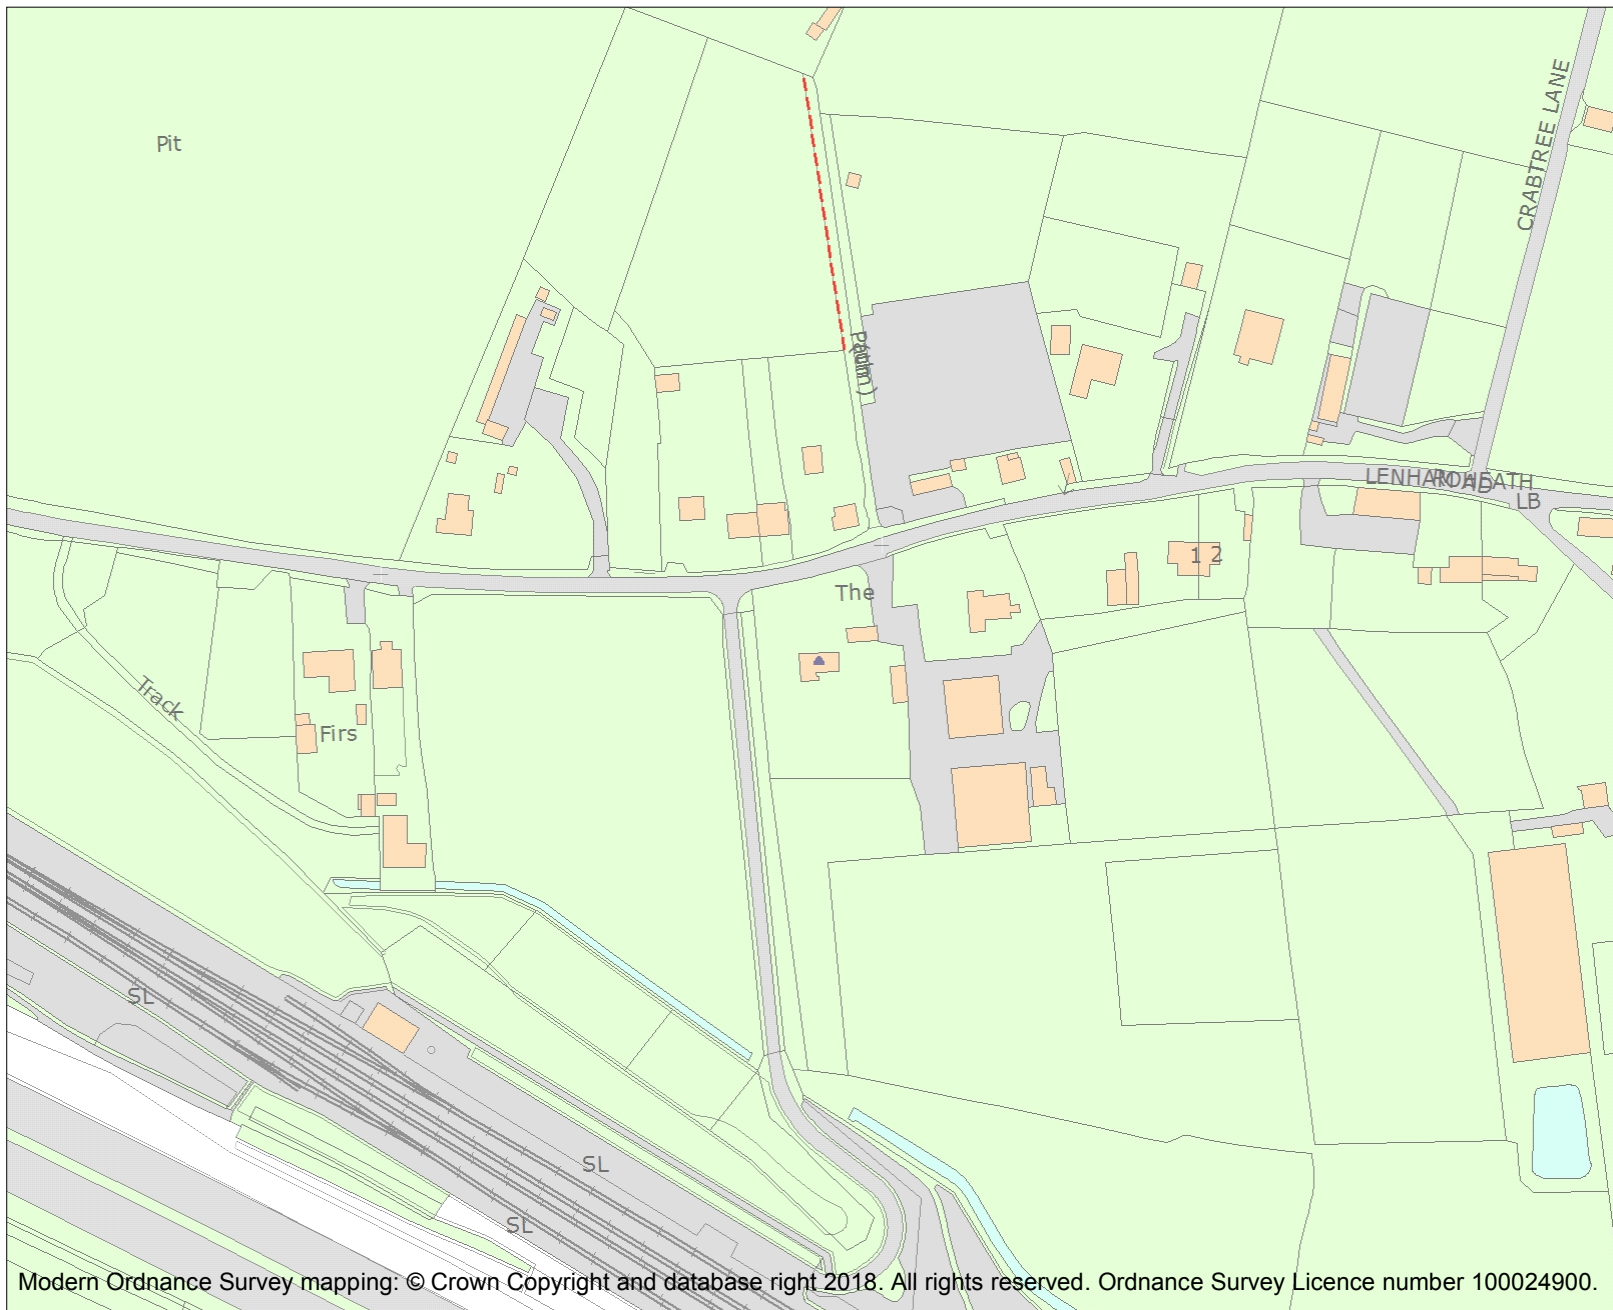 Pit
CRABTREE LANE
Path
LENHAM ROAD
HEATH
LB
1 2
The
Track
Firs
SL
SL
SL
Modern Ordnance Survey mapping: © Crown Copyright and database right 2018. All rights reserved. Ordnance Survey Licence number 100024900.